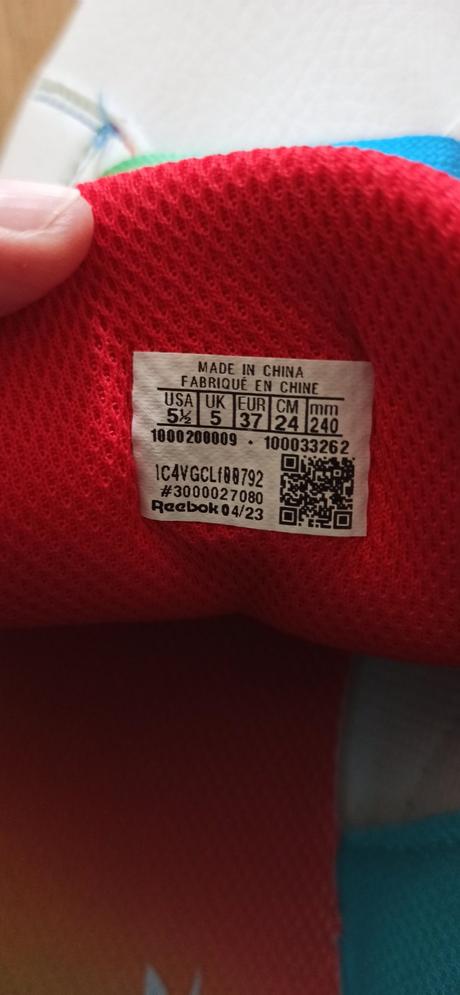 MADE IN CHINA
FABRIQUÉ EN CHINE
USA UK EUR CM mm
5½ 5 37 24 240
1000200009 · 100033262
#3000027080
Reebok 04/23